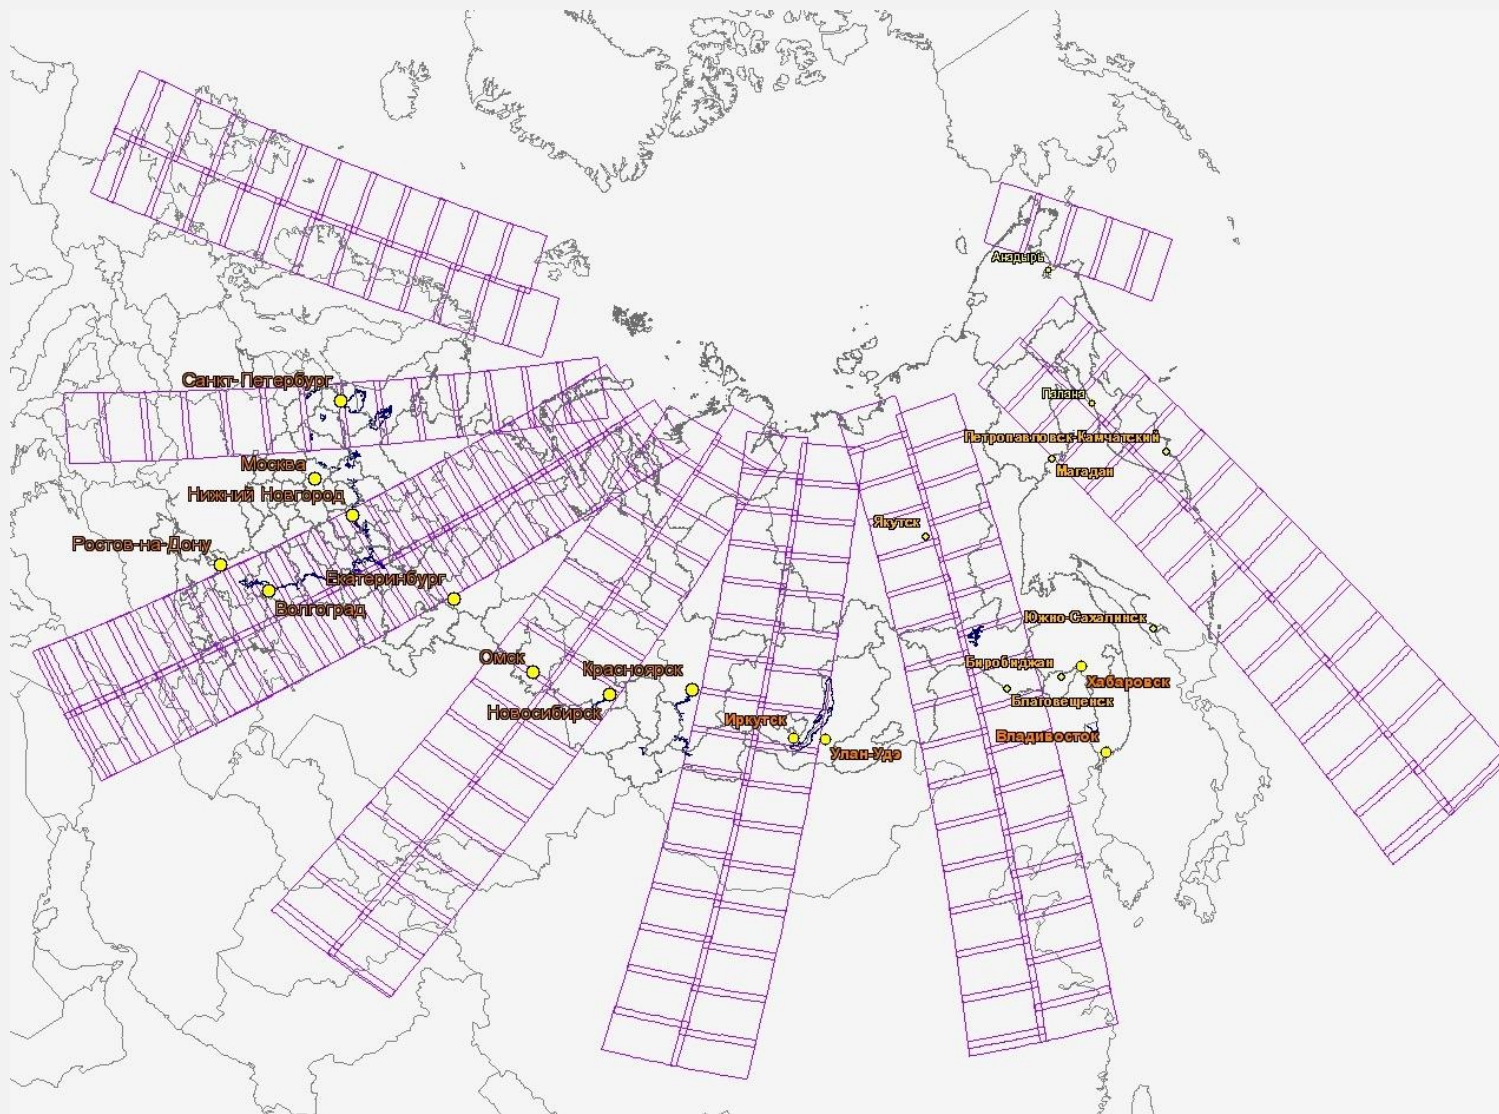 Анадырь
Санкт-Петербург
Палана
Петропавловск-Камчатский
Москва
Магадан
Нижний Новгород
Якутск
Ростов-на-Дону
Екатеринбург
Волгоград
Южно-Сахалинск
Омск
Красноярск
Биробиджан
Хабаровск
Благовещенск
Новосибирск
Иркутск
Владивосток
Улан-Удэ